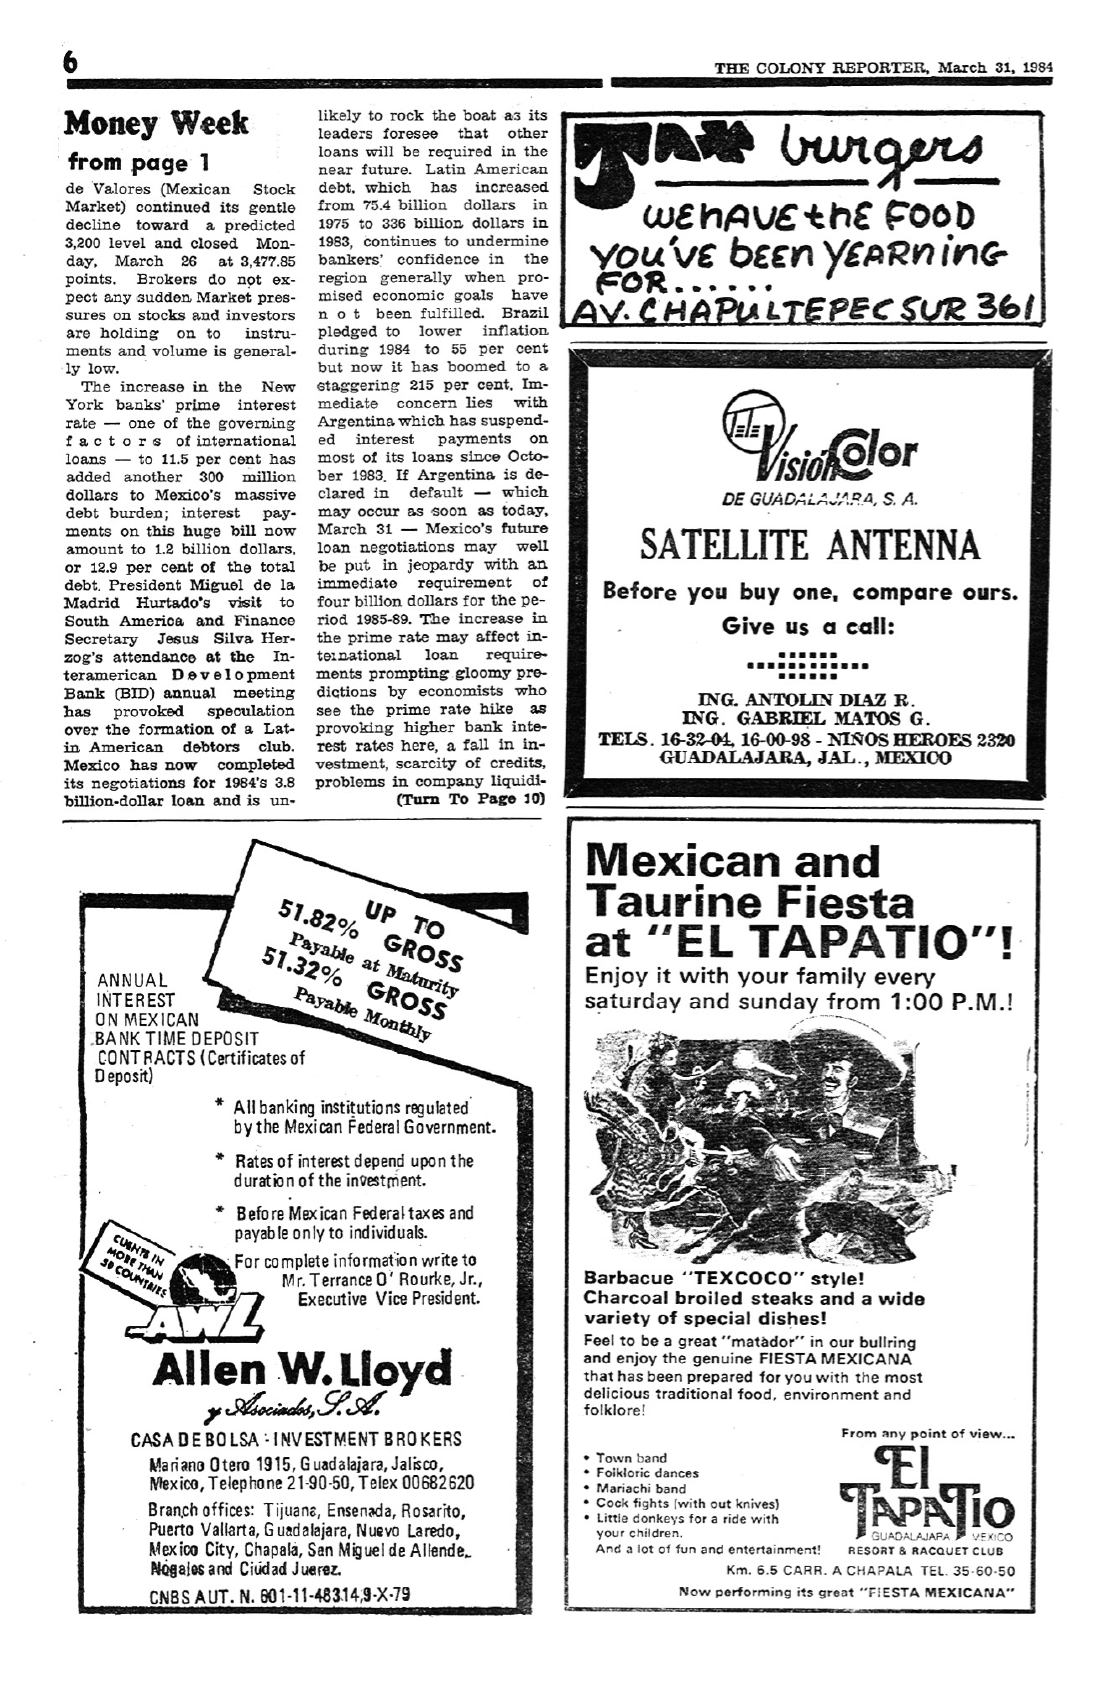 6
THE COLONY REPORTER, March 31, 1984
Money Week
from page 1
de Valores (Mexican Stock
Market) continued its gentle
decline toward a predicted
3,200 level and closed Mon-
day, March 26 at 3,477.85
points. Brokers do not ex-
pect any sudden Market pres-
sures on stocks and investors
are holding on to instru-
ments and volume is general-
ly low.
The increase in the New
York banks' prime interest
rate — one of the governing
factors of international
loans — to 11.5 per cent has
added another 300 million
dollars to Mexico's massive
debt burden; interest pay-
ments on this huge bill now
amount to 1.2 billion dollars,
or 12.9 per cent of the total
debt. President Miguel de la
Madrid Hurtado's visit to
South America and Finance
Secretary Jesus Silva Her-
zog's attendance at the In-
teramerican Development
Bank (BID) annual meeting
has provoked speculation
over the formation of a Lat-
in American debtors club.
Mexico has now completed
its negotiations for 1984's 3.8
billion-dollar loan and is un-
likely to rock the boat as its
leaders foresee that other
loans will be required in the
near future. Latin American
debt, which has increased
from 75.4 billion dollars in
1975 to 336 billion dollars in
1983, continues to undermine
bankers' confidence in the
region generally when pro-
mised economic goals have
not been fulfilled. Brazil
pledged to lower inflation
during 1984 to 55 per cent
but now it has boomed to a
staggering 215 per cent. Im-
mediate concern lies with
Argentina which has suspend-
ed interest payments on
most of its loans since Octo-
ber 1983. If Argentina is de-
clared in default — which
may occur as soon as today,
March 31 — Mexico's future
loan negotiations may well
be put in jeopardy with an
immediate requirement of
four billion dollars for the pe-
riod 1985-89. The increase in
the prime rate may affect in-
ternational loan require-
ments prompting gloomy pre-
dictions by economists who
see the prime rate hike as
provoking higher bank inte-
rest rates here, a fall in in-
vestment, scarcity of credits,
problems in company liquidi-
(Turn To Page 10)
Jax burgers
WE HAVE thE FOOD
YOU'VE bEEN YEARNING
FOR......
AV. CHAPULTEPEC SUR 361
Tele Vision Color
DE GUADALAJARA, S. A.
SATELLITE ANTENNA
Before you buy one, compare ours.
Give us a call:
ING. ANTOLIN DIAZ R.
ING. GABRIEL MATOS G.
TELS. 16-32-04, 16-00-98 - NIÑOS HEROES 2320
GUADALAJARA, JAL., MEXICO
UP TO
51.82% GROSS
Payable at Maturity
51.32% GROSS
Payable Monthly
ANNUAL
INTEREST
ON MEXICAN
BANK TIME DEPOSIT
CONTRACTS (Certificates of
Deposit)
* All banking institutions regulated
by the Mexican Federal Government.
* Rates of interest depend upon the
duration of the investment.
* Before Mexican Federal taxes and
payable only to individuals.
For complete information write to
Mr. Terrance O' Rourke, Jr.,
Executive Vice President.
CLIENTS IN
MORE THAN
50 COUNTRIES
AWL
Allen W. Lloyd
y Asociados, S. A.
CASA DE BOLSA - INVESTMENT BROKERS
Mariano Otero 1915, Guadalajara, Jalisco,
Mexico, Telephone 21-90-50, Telex 00682620
Branch offices: Tijuana, Ensenada, Rosarito,
Puerto Vallarta, Guadalajara, Nuevo Laredo,
Mexico City, Chapala, San Miguel de Allende,
Nogales and Ciudad Juerez.
CNBS AUT. N. 601-11-48314,9-X-79
Mexican and
Taurine Fiesta
at "EL TAPATIO"!
Enjoy it with your family every
saturday and sunday from 1:00 P.M.!
Barbacue "TEXCOCO" style!
Charcoal broiled steaks and a wide
variety of special dishes!
Feel to be a great "matador" in our bullring
and enjoy the genuine FIESTA MEXICANA
that has been prepared for you with the most
delicious traditional food, environment and
folklore!
• Town band
• Folkloric dances
• Mariachi band
• Cock fights (with out knives)
• Little donkeys for a ride with
your children.
And a lot of fun and entertainment!
From any point of view...
El
TAPATIO
GUADALAJARA MEXICO
RESORT & RACQUET CLUB
Km. 6.5 CARR. A CHAPALA TEL. 35-60-50
Now performing its great "FIESTA MEXICANA"